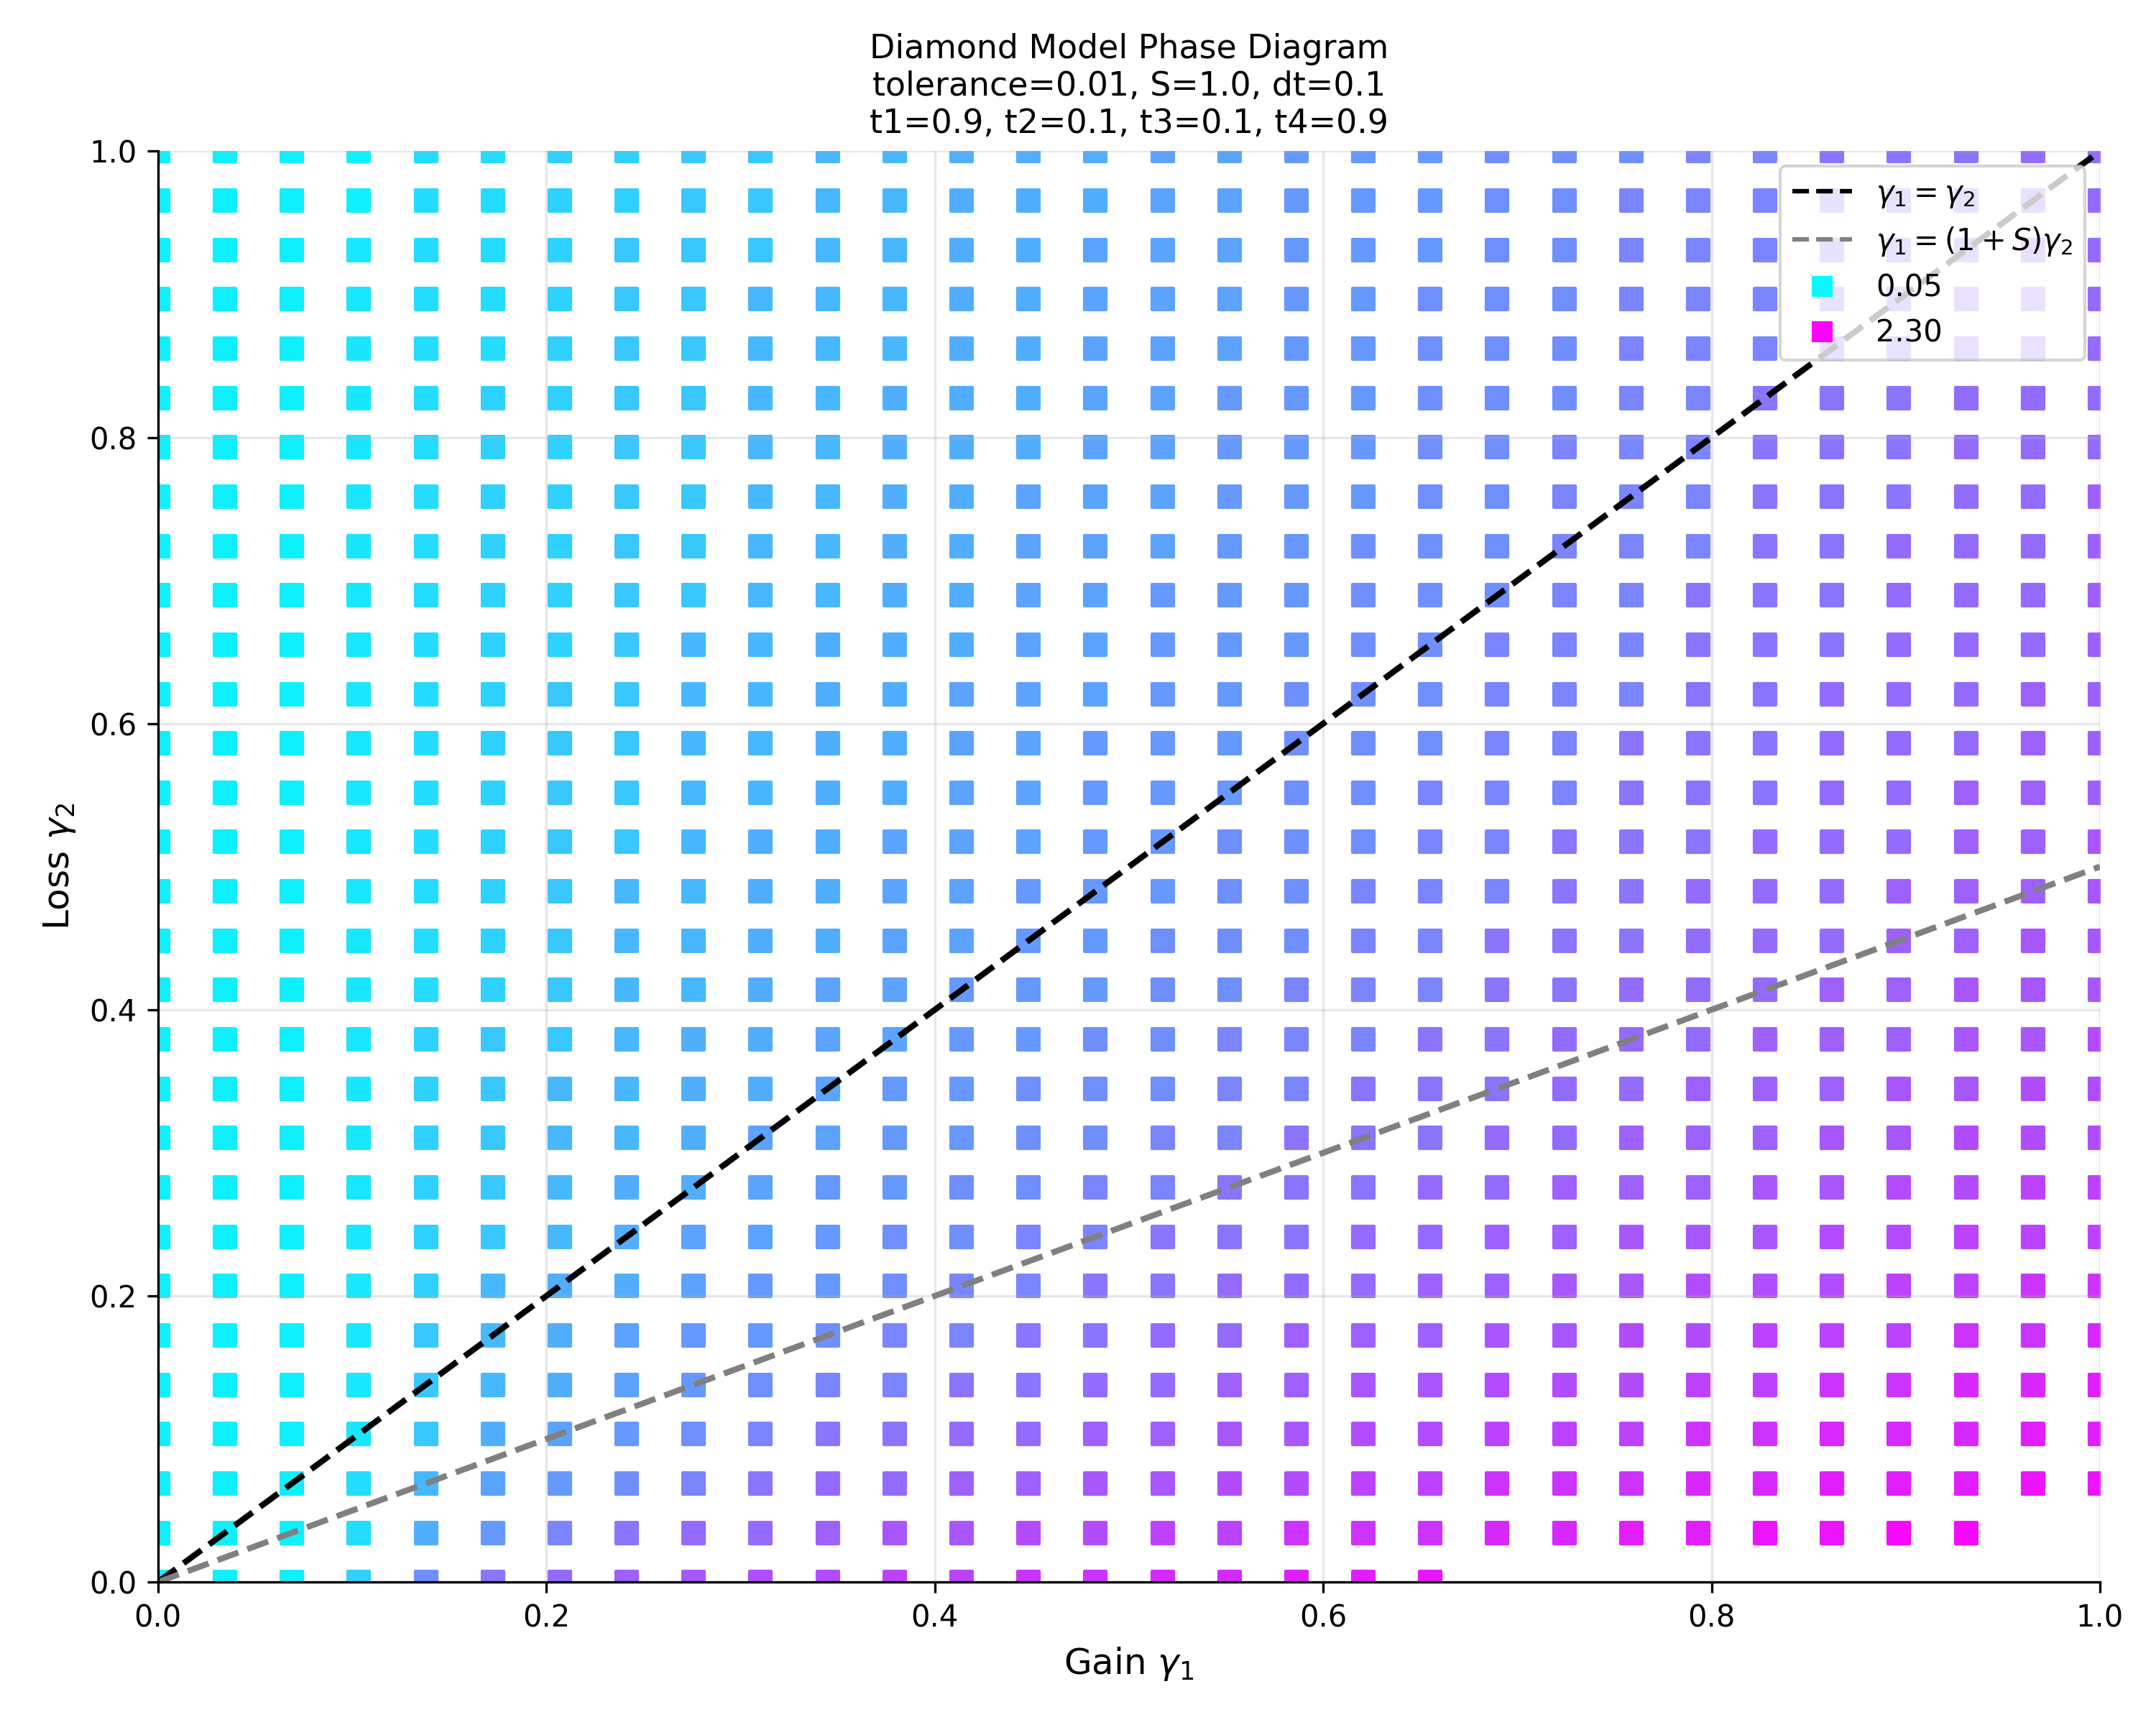 Diamond Model Phase Diagram
tolerance=0.01, S=1.0, dt=0.1
t1=0.9, t2=0.1, t3=0.1, t4=0.9
γ₁ = γ₂
γ₁ = (1 + S)γ₂
0.05
2.30
1.0
0.8
0.6
0.4
0.2
0.0
Loss γ₂
0.0 0.2 0.4 0.6 0.8 1.0
Gain γ₁